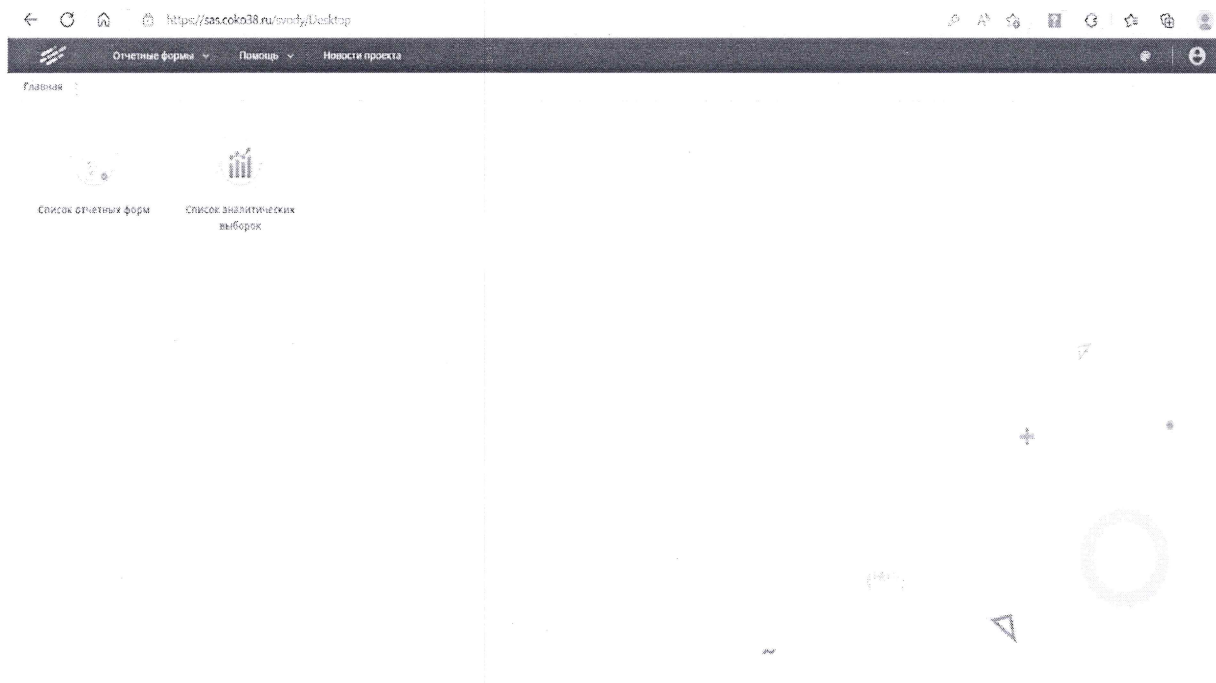 https://sas.coko38.ru/svody/Desktop
Отчетные формы Помощь Новости проекта
Главная
Список отчетных форм
Список аналитических
выборок